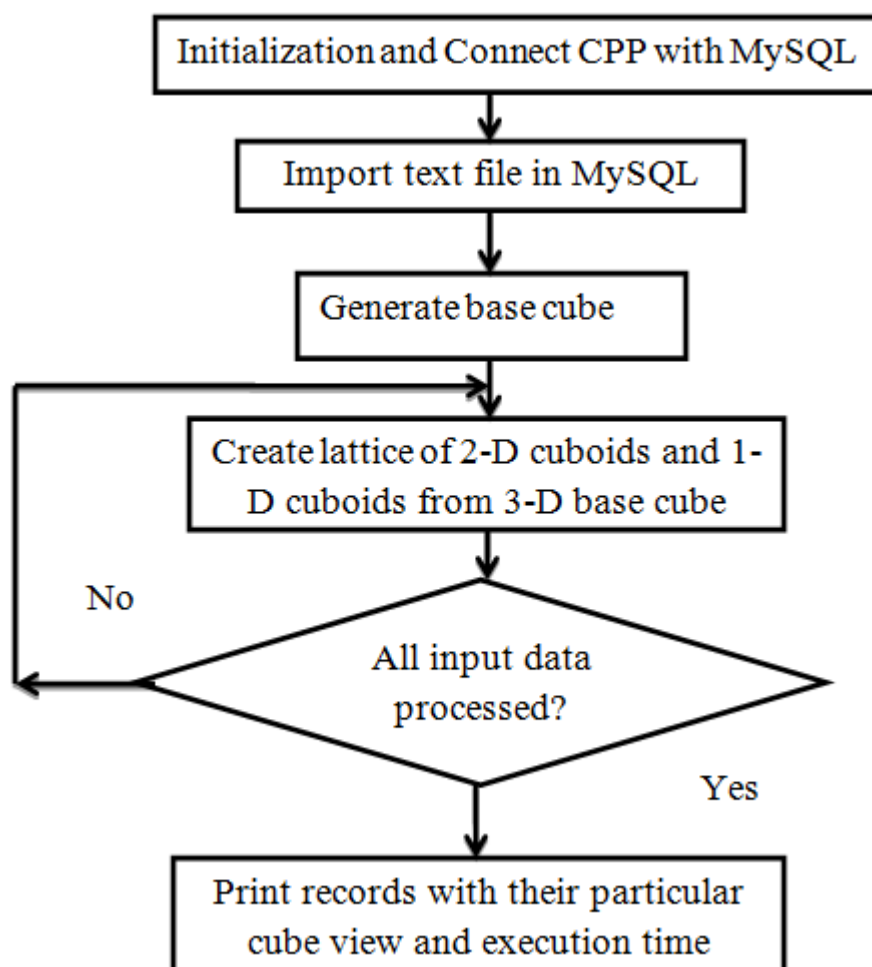 Initialization and Connect CPP with MySQL
Import text file in MySQL
Generate base cube
Create lattice of 2-D cuboids and 1-
D cuboids from 3-D base cube
No
All input data
processed?
Yes
Print records with their particular
cube view and execution time